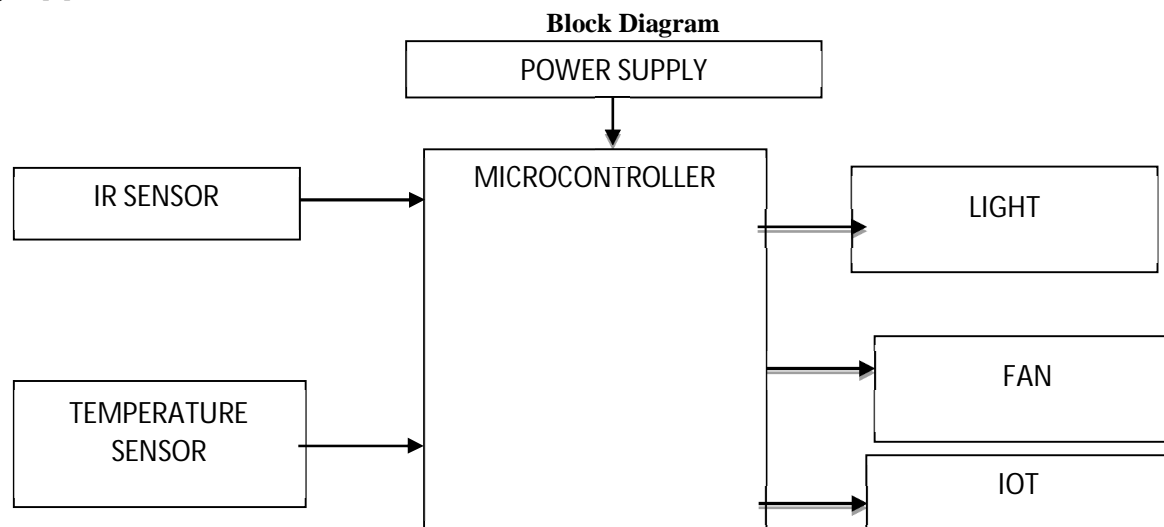 Block Diagram
POWER SUPPLY
MICROCONTROLLER
IR SENSOR
LIGHT
TEMPERATURE
SENSOR
FAN
IOT